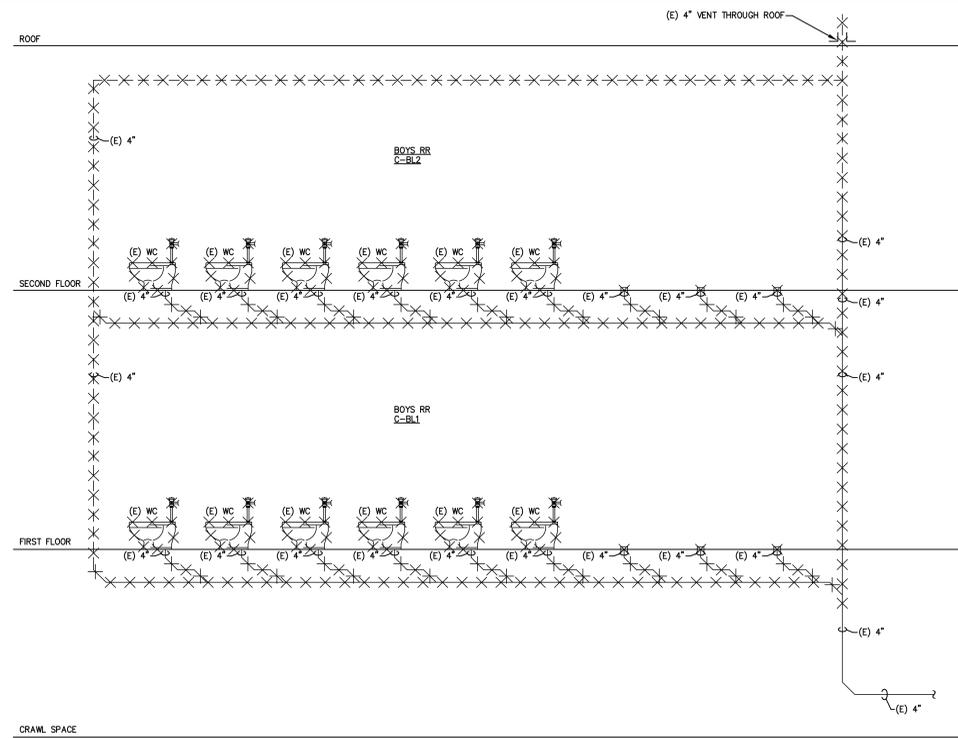 (E) 4" VENT THROUGH ROOF
ROOF
(E) 4"
BOYS RR
C-BL2
(E) 4"
(E) WC (E) WC (E) WC (E) WC (E) WC (E) WC
SECOND FLOOR
(E) 4" (E) 4" (E) 4" (E) 4" (E) 4" (E) 4" (E) 4" (E) 4" (E) 4"
(E) 4"
(E) 4"
(E) 4"
BOYS RR
C-BL1
(E) WC (E) WC (E) WC (E) WC (E) WC (E) WC
FIRST FLOOR
(E) 4" (E) 4" (E) 4" (E) 4" (E) 4" (E) 4" (E) 4" (E) 4" (E) 4"
(E) 4"
(E) 4"
CRAWL SPACE